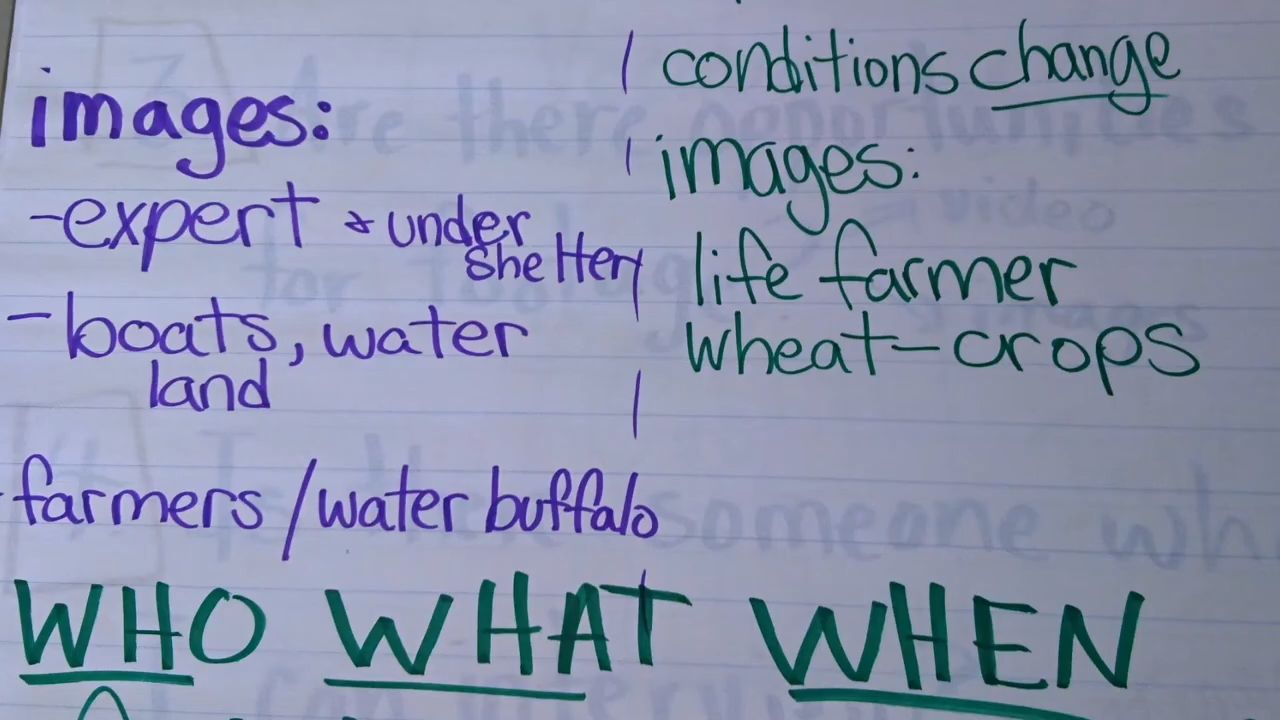 images:
-expert * under
shelter
-boats, water
land
farmers / water buffalo
conditions change
images:
life farmer
wheat-crops
WHO WHAT WHEN